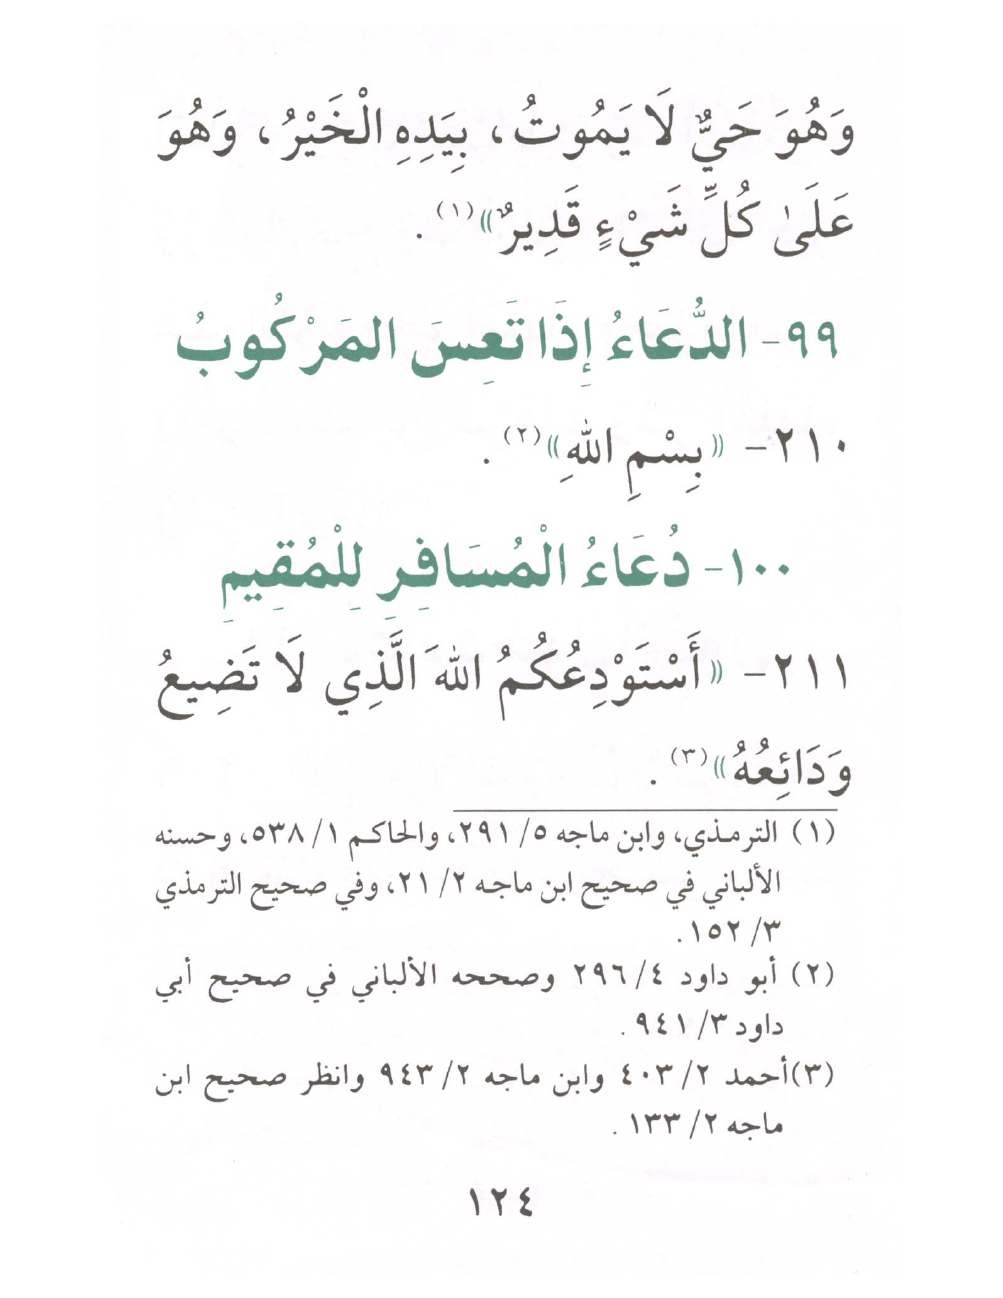 وَهُوَ حَيٌّ لَا يَمُوتُ، بِيَدِهِ الْخَيْرُ، وَهُوَ
عَلَىٰ كُلِّ شَيْءٍ قَدِيرٌ»(١).
٩٩- الدُّعَاءُ إِذَا تَعِسَ المَرْكُوبُ
٢١٠- «بِسْمِ اللهِ»(٢).
١٠٠- دُعَاءُ الْمُسَافِرِ لِلْمُقِيمِ
٢١١- «أَسْتَوْدِعُكُمُ اللهَ الَّذِي لَا تَضِيعُ
وَدَائِعُهُ»(٣).
(١) الترمذي، وابن ماجه ٥/ ٢٩١، والحاكم ١/ ٥٣٨، وحسنه
الألباني في صحيح ابن ماجه ٢/ ٢١، وفي صحيح الترمذي
٣/ ١٥٢.
(٢) أبو داود ٤/ ٢٩٦ وصححه الألباني في صحيح أبي
داود ٣/ ٩٤١.
(٣)أحمد ٢/ ٤٠٣ وابن ماجه ٢/ ٩٤٣ وانظر صحيح ابن
ماجه ٢/ ١٣٣.
١٢٤